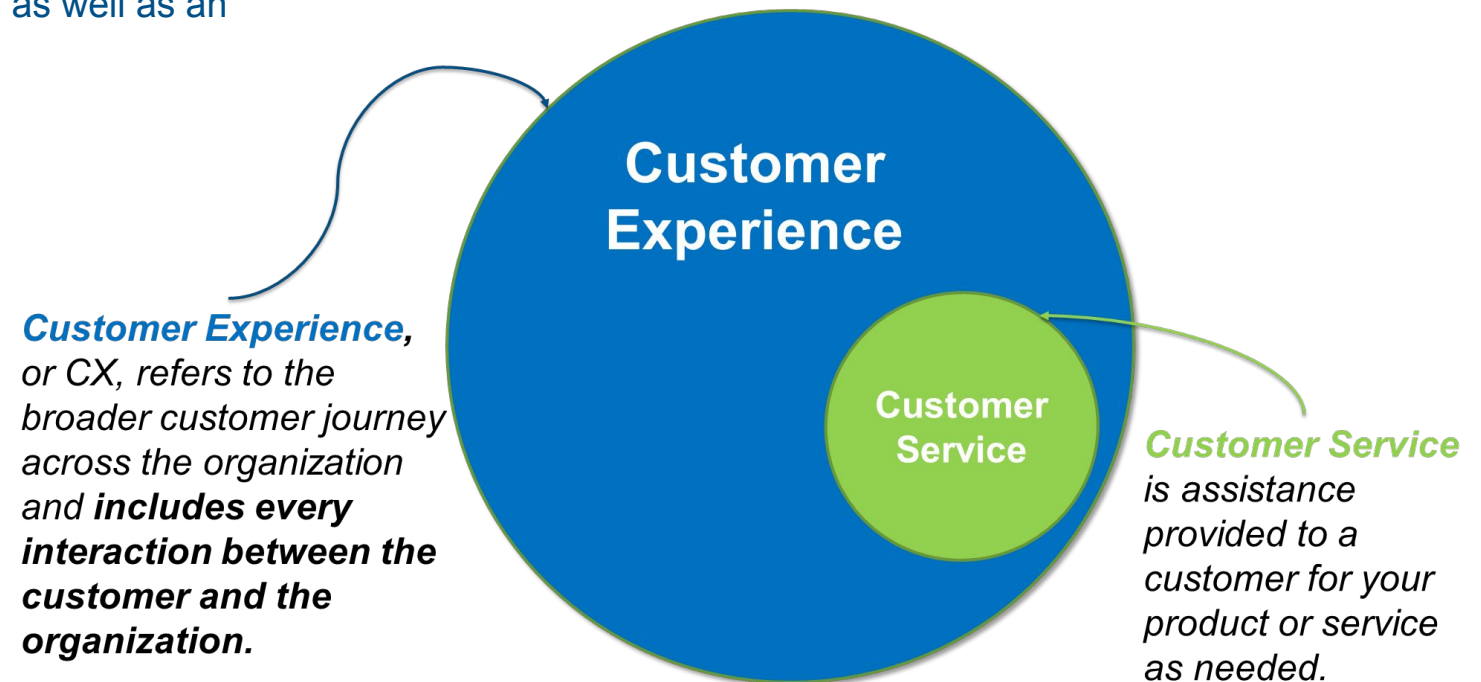 as well as an
Customer
Experience
Customer Experience,
or CX, refers to the
broader customer journey
across the organization
and includes every
interaction between the
customer and the
organization.
Customer
Service
Customer Service
is assistance
provided to a
customer for your
product or service
as needed.